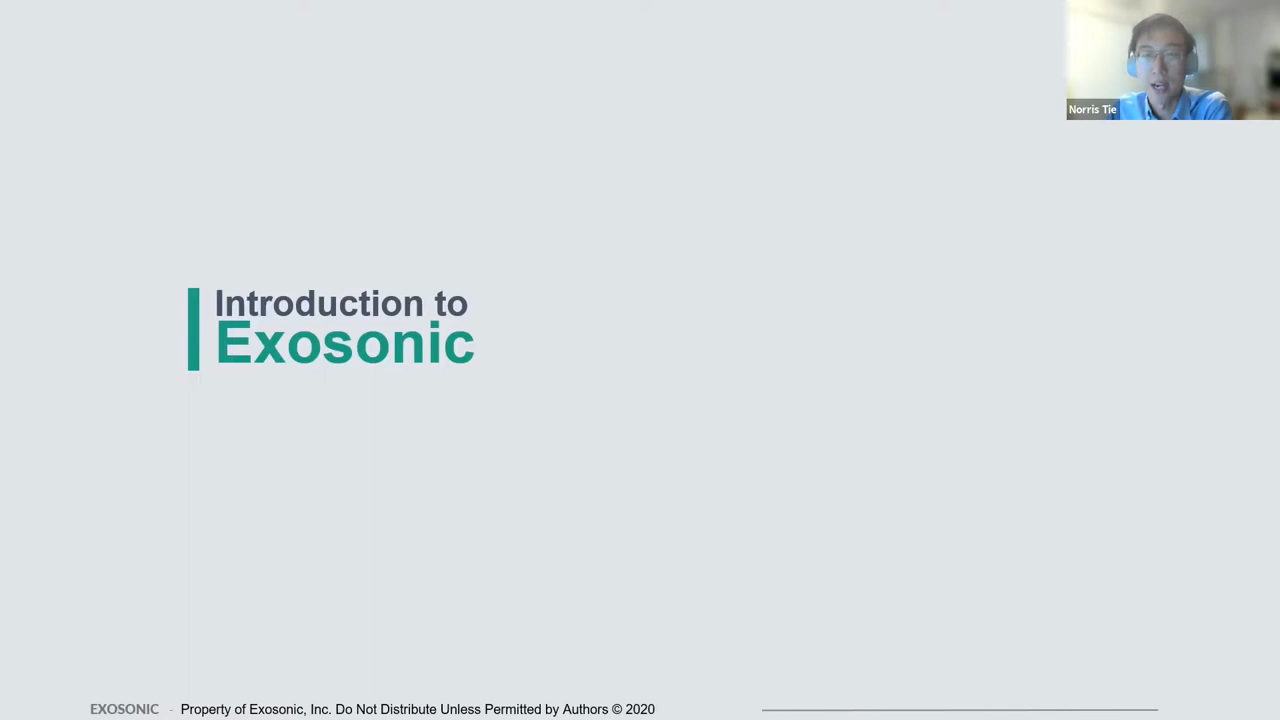 Norris Tie
Introduction to
Exosonic
EXOSONIC - Property of Exosonic, Inc. Do Not Distribute Unless Permitted by Authors © 2020